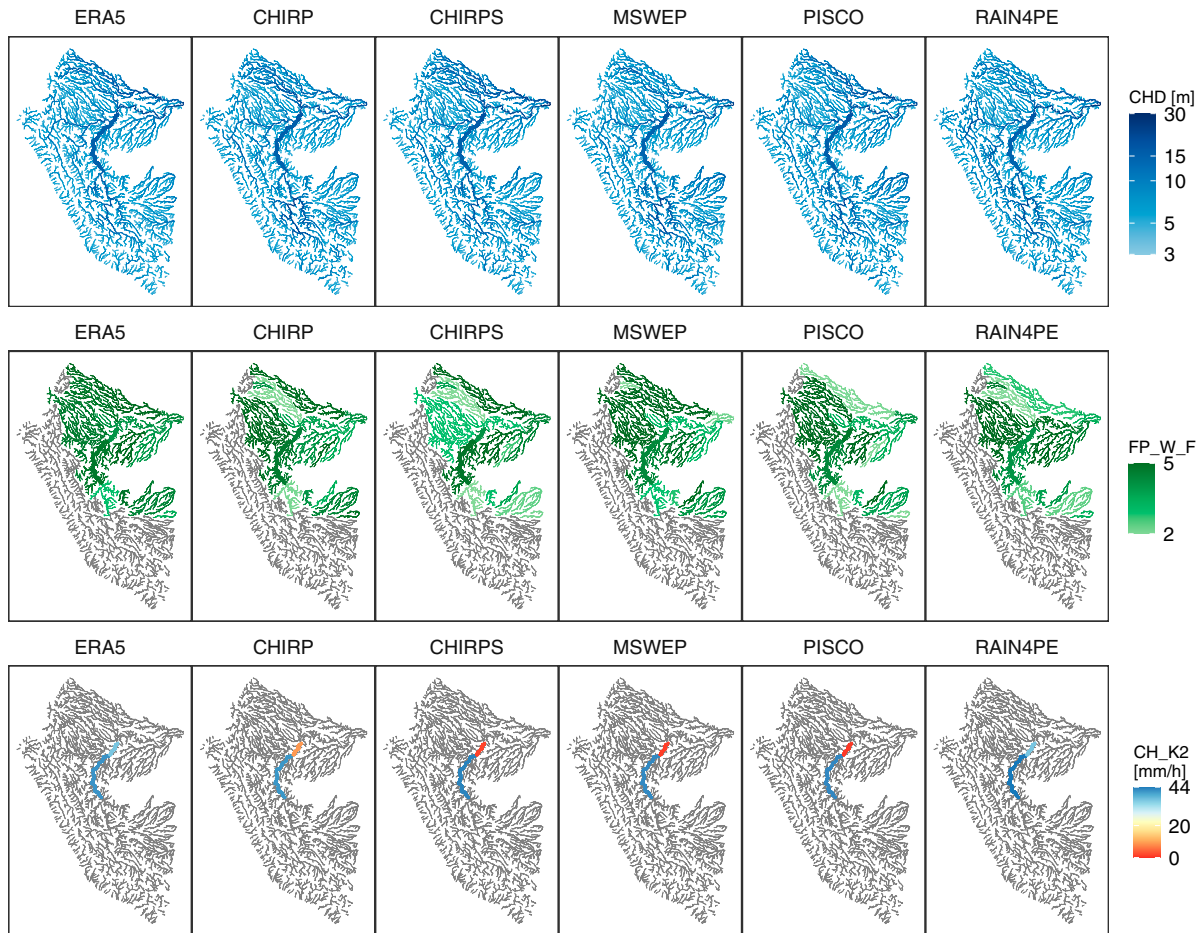 ERA5 CHIRP CHIRPS MSWEP PISCO RAIN4PE
CHD [m]
30
15
10
5
3
ERA5 CHIRP CHIRPS MSWEP PISCO RAIN4PE
FP_W_F
5
2
ERA5 CHIRP CHIRPS MSWEP PISCO RAIN4PE
CH_K2
[mm/h]
44
20
0